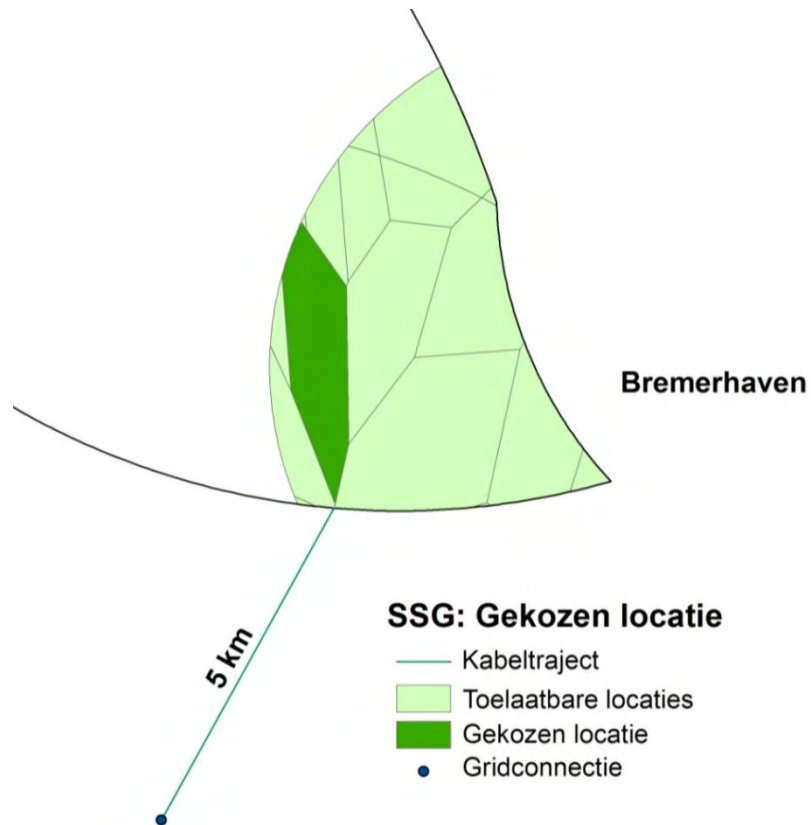 Bremerhaven
5 km
SSG: Gekozen locatie
Kabeltraject
Toelaatbare locaties
Gekozen locatie
Gridconnectie